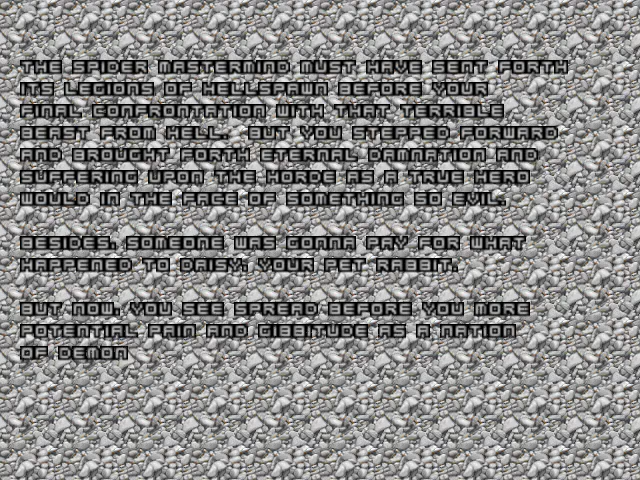 THE SPIDER MASTERMIND MUST HAVE SENT FORTH
ITS LEGIONS OF HELLSPAWN BEFORE YOUR
FINAL CONFRONTATION WITH THAT TERRIBLE
BEAST FROM HELL.  BUT YOU STEPPED FORWARD
AND BROUGHT FORTH ETERNAL DAMNATION AND
SUFFERING UPON THE HORDE AS A TRUE HERO
WOULD IN THE FACE OF SOMETHING SO EVIL.

BESIDES, SOMEONE WAS GONNA PAY FOR WHAT
HAPPENED TO DAISY, YOUR PET RABBIT.

BUT NOW, YOU SEE SPREAD BEFORE YOU MORE
POTENTIAL PAIN AND GIBBITUDE AS A NATION
OF DEMON